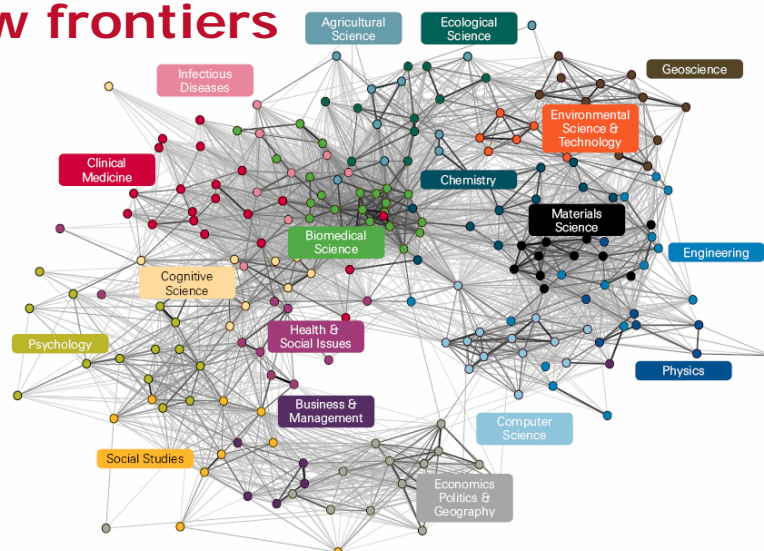 w frontiers
Agricultural
Science
Ecological
Science
Geoscience
Infectious
Diseases
Environmental
Science &
Technology
Clinical
Medicine
Chemistry
Materials
Science
Biomedical
Science
Engineering
Cognitive
Science
Health &
Social Issues
Psychology
Physics
Business &
Management
Computer
Science
Social Studies
Economics
Politics &
Geography